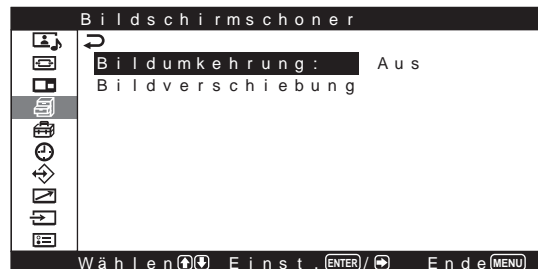 Bildschirmschoner
Bildumkehrung: Aus
Bildverschiebung
Wählen Einst. ENTER / Ende MENU